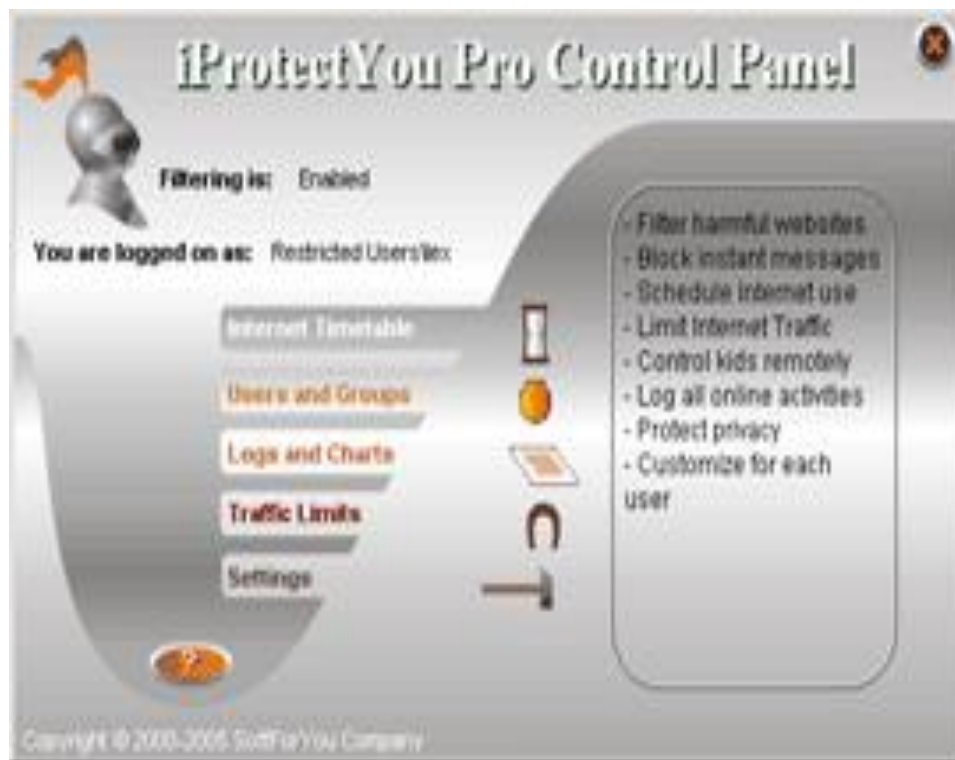 iProtectYou Pro Control Panel
Filtering is: Enabled
You are logged on as: Restricted Users\lex
Internet Timetable
Users and Groups
Logs and Charts
Traffic Limits
Settings
?
- Filter harmful websites
- Block instant messages
- Schedule Internet use
- Limit Internet Traffic
- Control kids remotely
- Log all online activities
- Protect privacy
- Customize for each
user
Copyright © 2000-2005 SoftForYou Company